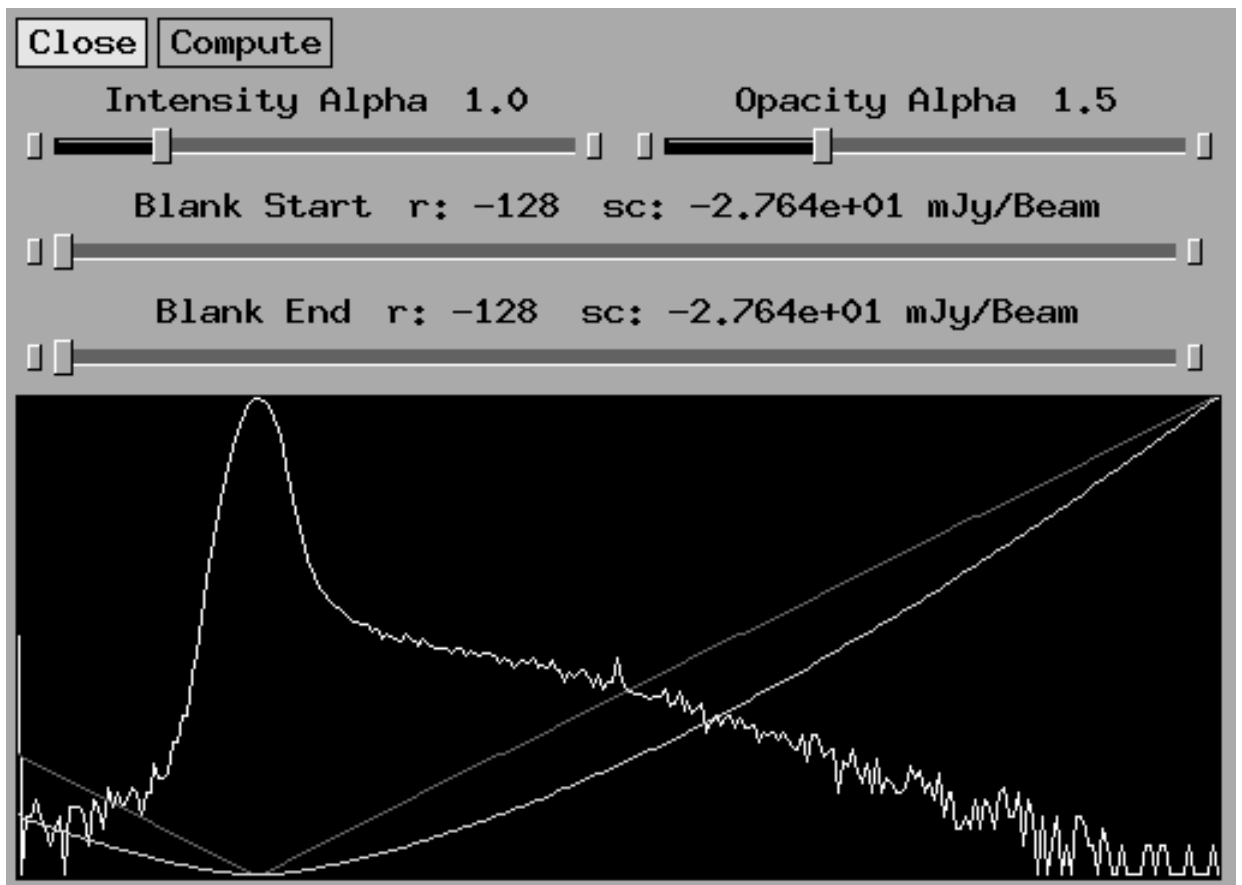 Close Compute
Intensity Alpha 1.0 Opacity Alpha 1.5
Blank Start r: -128 sc: -2.764e+01 mJy/Beam
Blank End r: -128 sc: -2.764e+01 mJy/Beam